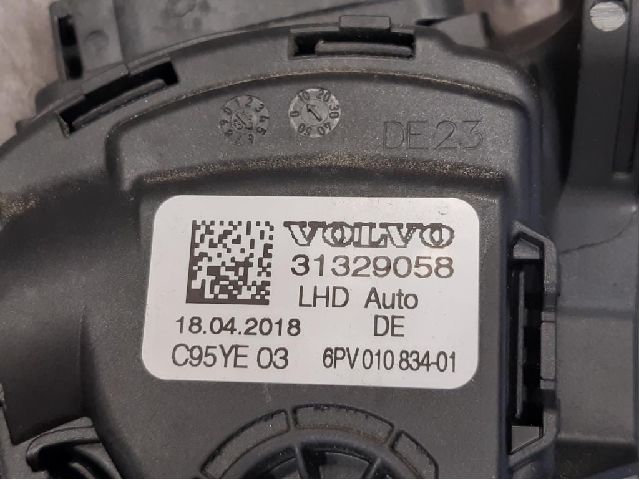 DE23
VOLVO
31329058
LHD Auto
18.04.2018 DE
C95YE 03 6PV 010 834-01